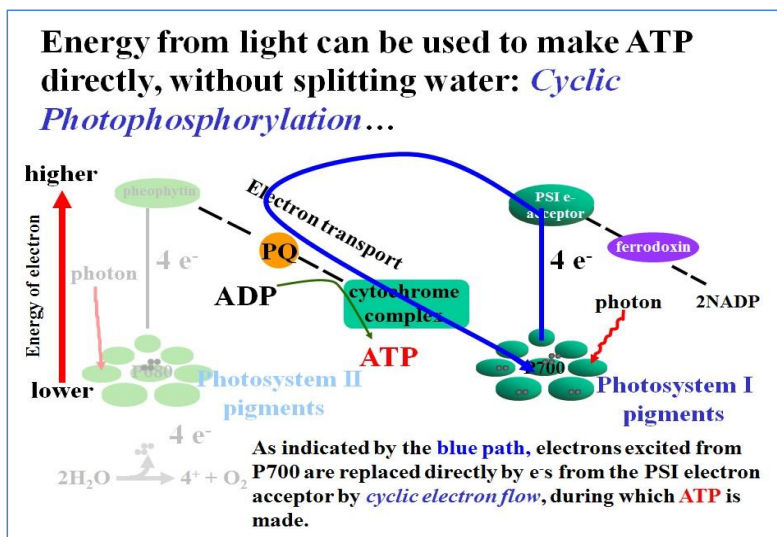 Energy from light can be used to make ATP
directly, without splitting water: Cyclic
Photophosphorylation…
higher
Energy of electron
lower
pheophytin
4 e-
photon
P680
Photosystem II
pigments
4 e-
2H₂O
4⁺ + O₂
Electron transport
PQ
ADP
cytochrome
complex
ATP
PSI e-
acceptor
4 e-
ferrodoxin
photon
2NADP
P700
Photosystem I
pigments
As indicated by the blue path, electrons excited from
P700 are replaced directly by e-s from the PSI electron
acceptor by cyclic electron flow, during which ATP is
made.